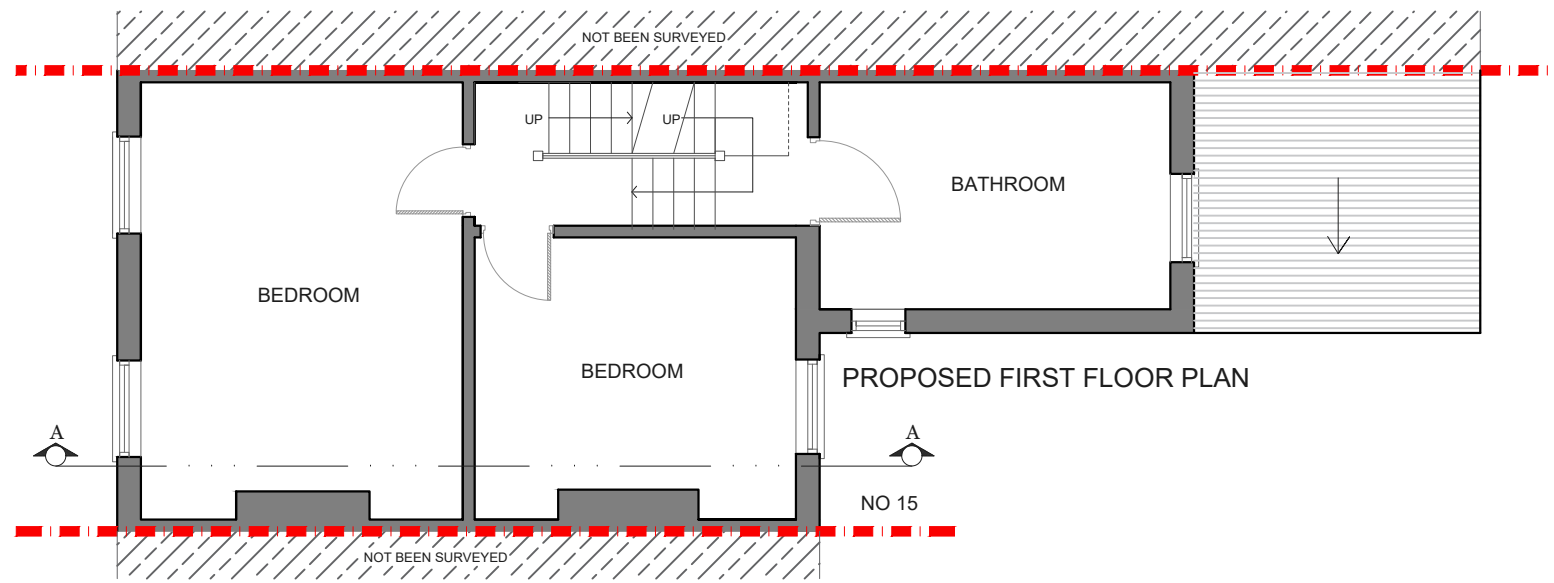 NOT BEEN SURVEYED
UP
UP
BATHROOM
BEDROOM
BEDROOM
PROPOSED FIRST FLOOR PLAN
A
A
NO 15
NOT BEEN SURVEYED